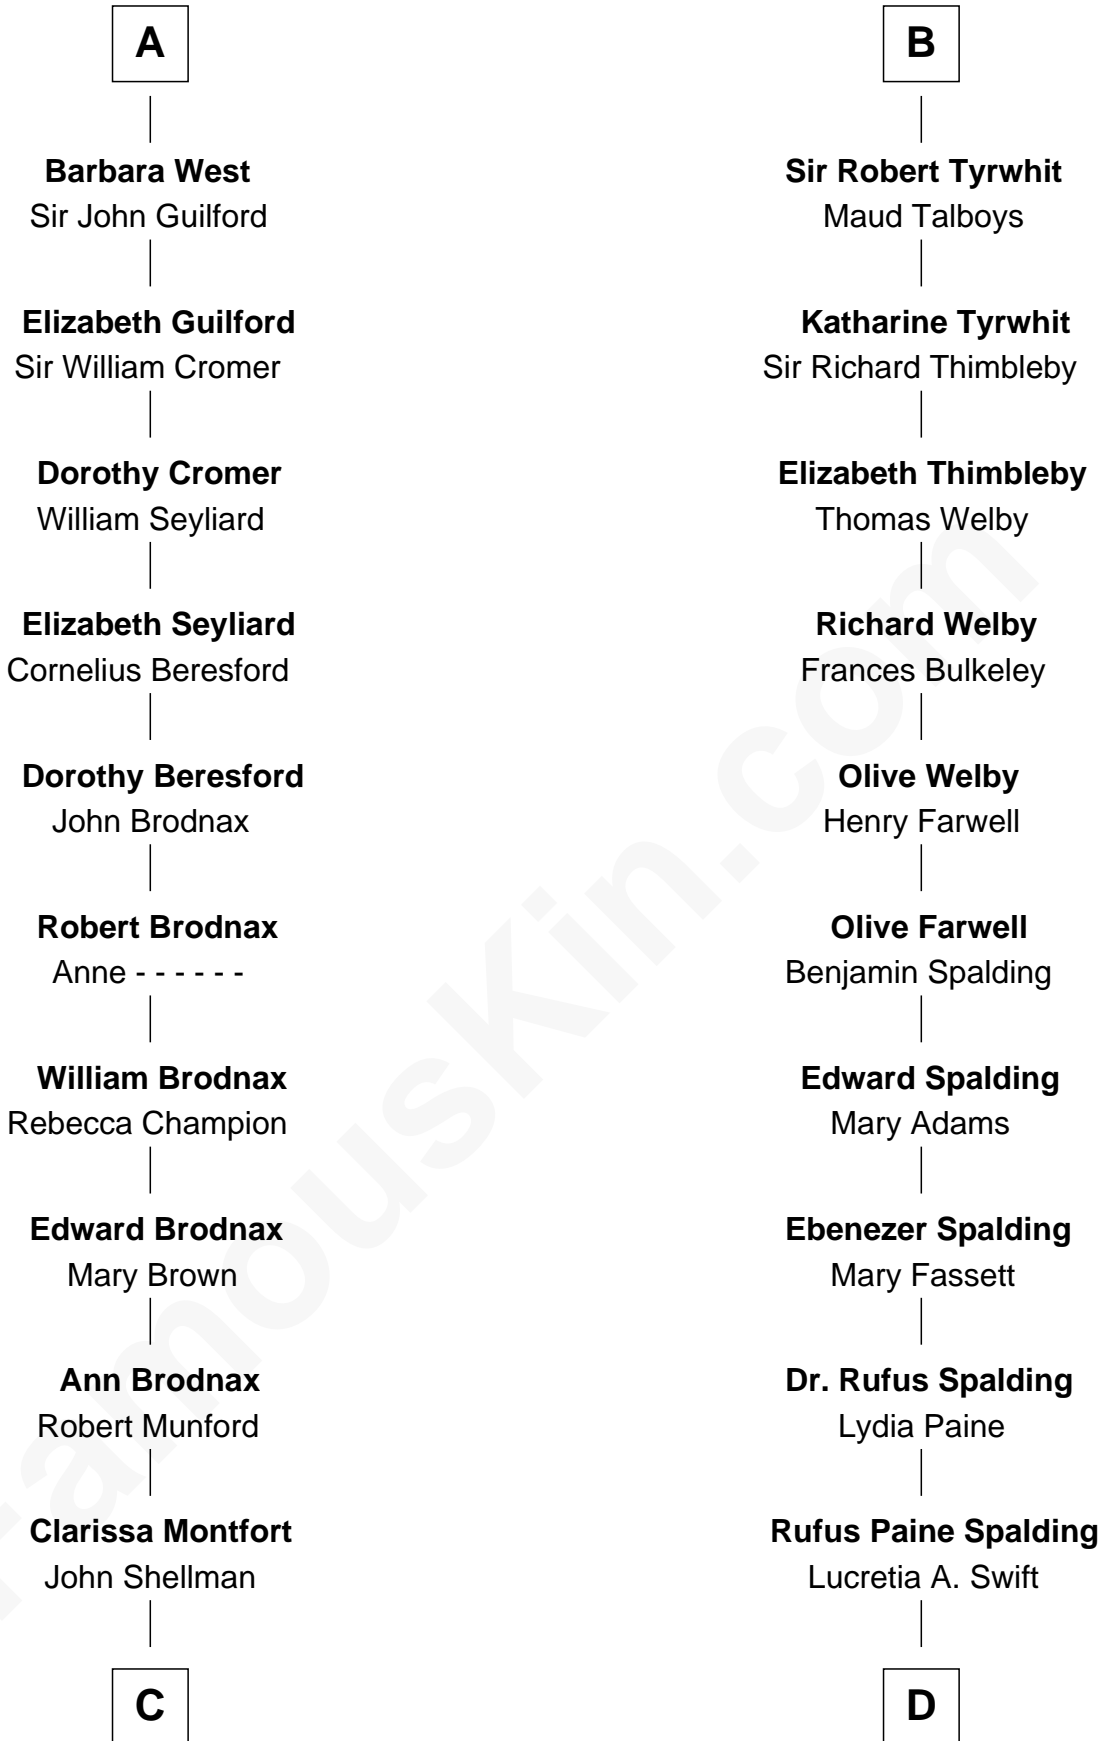 A
Barbara West
Sir John Guilford
Elizabeth Guilford
Sir William Cromer
Dorothy Cromer
William Seyliard
Elizabeth Seyliard
Cornelius Beresford
Dorothy Beresford
John Brodnax
Robert Brodnax
Anne - - - - - -
William Brodnax
Rebecca Champion
Edward Brodnax
Mary Brown
Ann Brodnax
Robert Munford
Clarissa Montfort
John Shellman
C
B
Sir Robert Tyrwhit
Maud Talboys
Katharine Tyrwhit
Sir Richard Thimbleby
Elizabeth Thimbleby
Thomas Welby
Richard Welby
Frances Bulkeley
Olive Welby
Henry Farwell
Olive Farwell
Benjamin Spalding
Edward Spalding
Mary Adams
Ebenezer Spalding
Mary Fassett
Dr. Rufus Spalding
Lydia Paine
Rufus Paine Spalding
Lucretia A. Swift
D
FamousKin.com